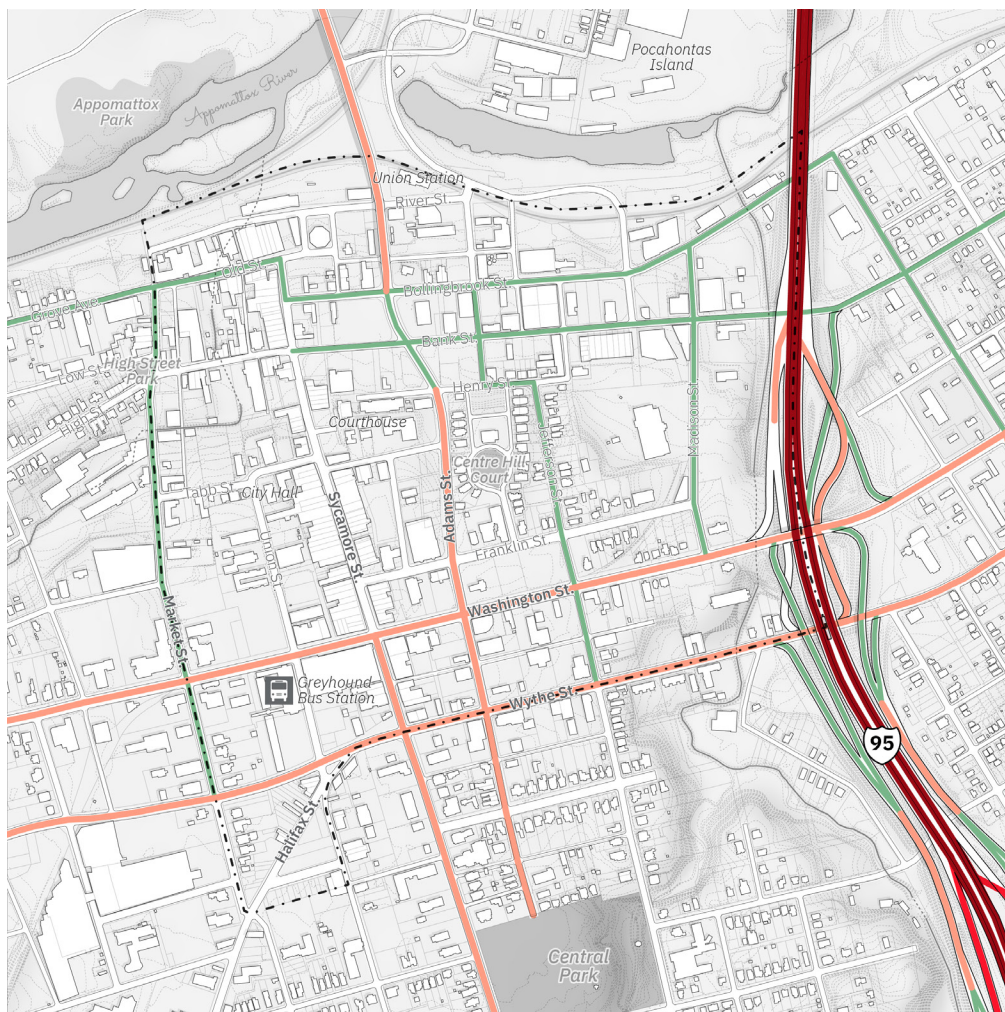 Pocahontas
Island
Appomattox
Park
Appomattox River
Union Station
River St.
Old St.
Grove Ave
Bollingbrook St.
Bank St.
Low St.
High Street
Park
High St.
Henry St.
Madison St.
Courthouse
Jefferson St.
Centre Hill
Court
Tabb St.
City Hall
Adams St.
Sycamore St.
Union St.
Franklin St.
Washington St.
Market St.
Greyhound
Bus Station
Wythe St.
95
Halifax St.
Central
Park